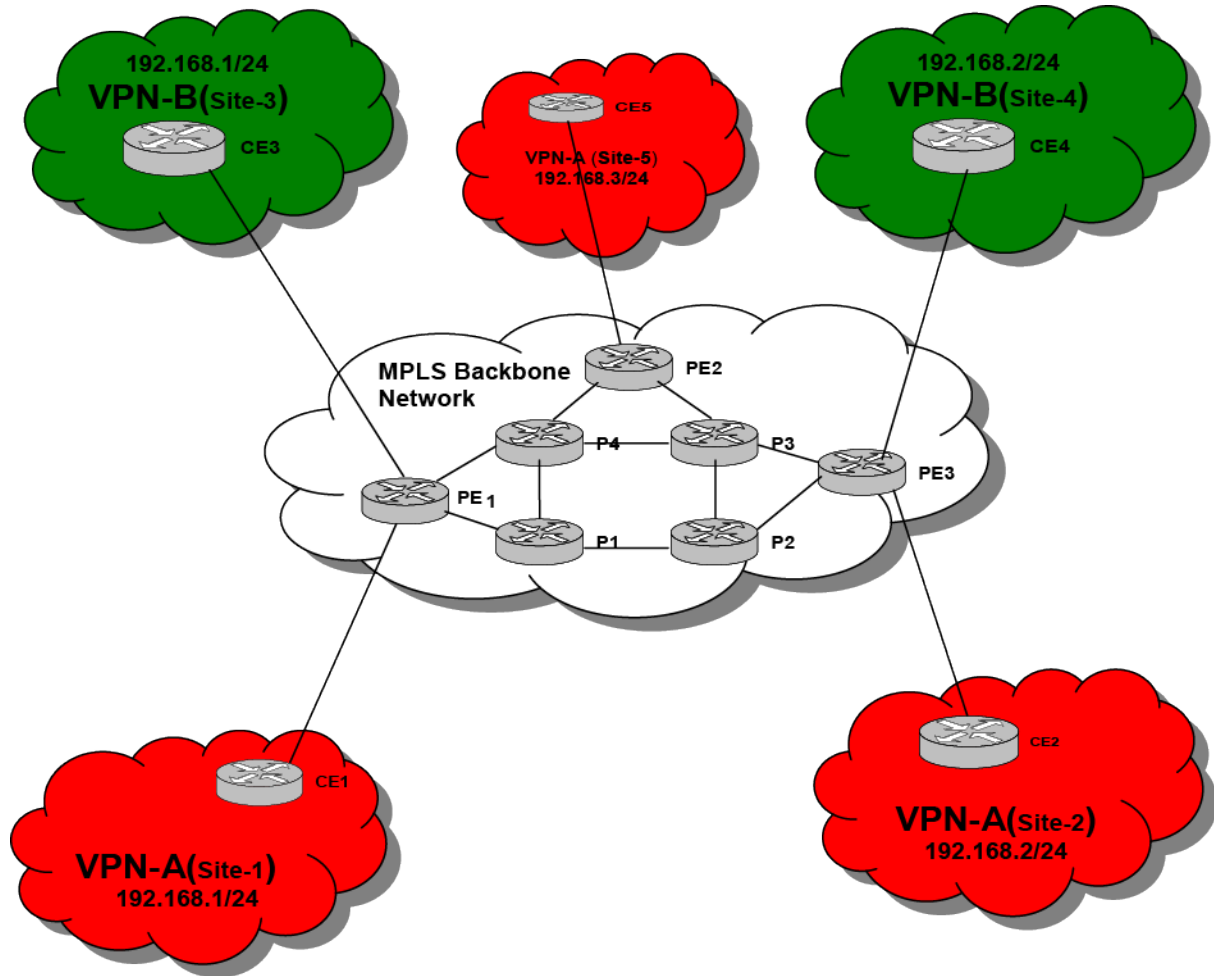 192.168.1/24
VPN-B(Site-3)
CE3
CE5
VPN-A (Site-5)
192.168.3/24
192.168.2/24
VPN-B(Site-4)
CE4
MPLS Backbone
Network
PE2
P4
P3
PE1
PE3
P1
P2
CE1
VPN-A(Site-1)
192.168.1/24
CE2
VPN-A(Site-2)
192.168.2/24